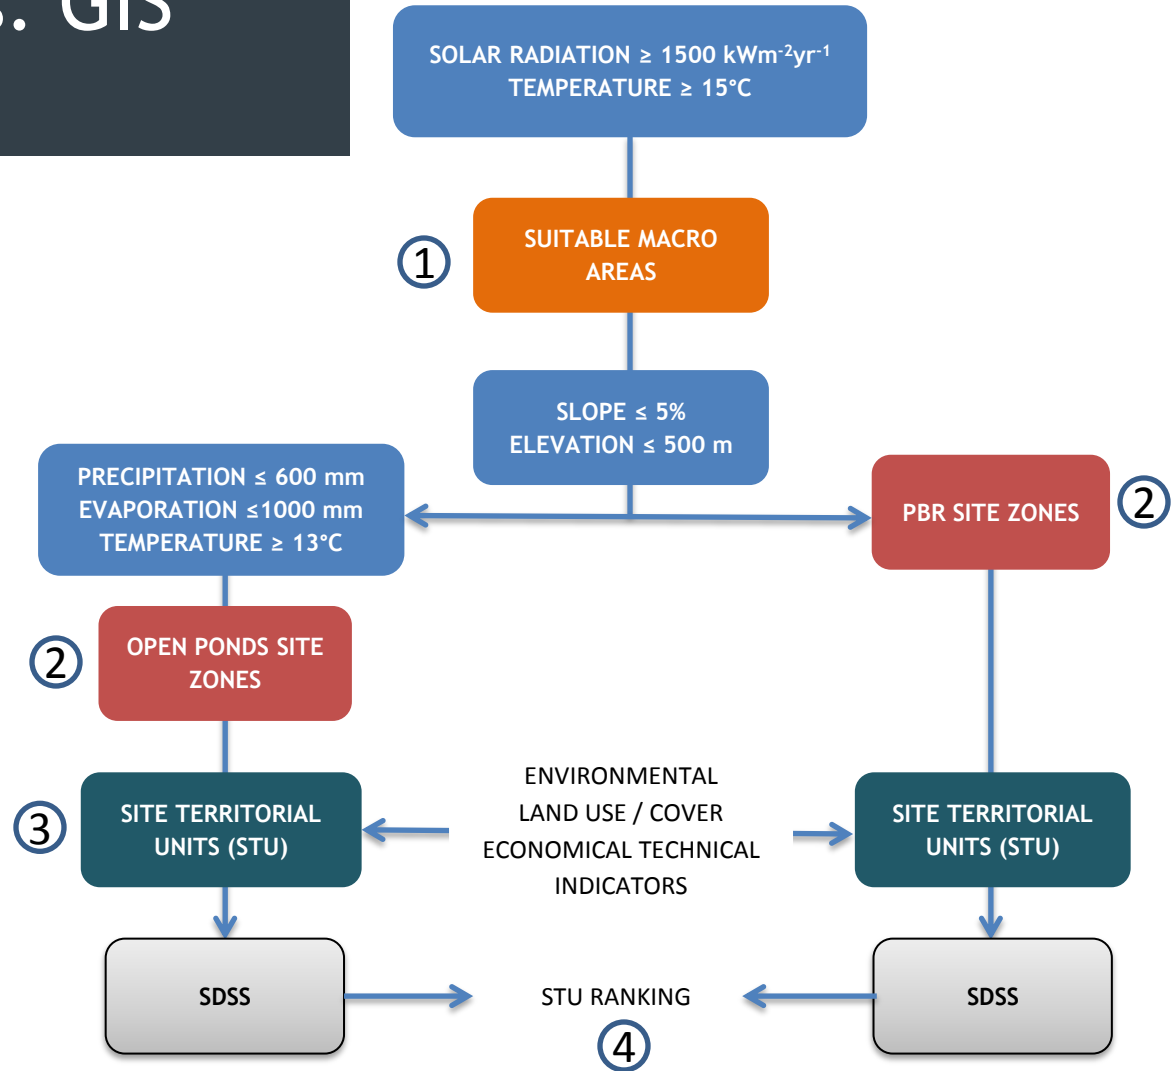 GIS
SOLAR RADIATION ≥ 1500 kWm⁻²yr⁻¹
TEMPERATURE ≥ 15°C
①
SUITABLE MACRO
AREAS
SLOPE ≤ 5%
ELEVATION ≤ 500 m
PRECIPITATION ≤ 600 mm
EVAPORATION ≤1000 mm
TEMPERATURE ≥ 13°C
PBR SITE ZONES
②
②
OPEN PONDS SITE
ZONES
③
SITE TERRITORIAL
UNITS (STU)
ENVIRONMENTAL
LAND USE / COVER
ECONOMICAL TECHNICAL
INDICATORS
SITE TERRITORIAL
UNITS (STU)
SDSS
STU RANKING
④
SDSS